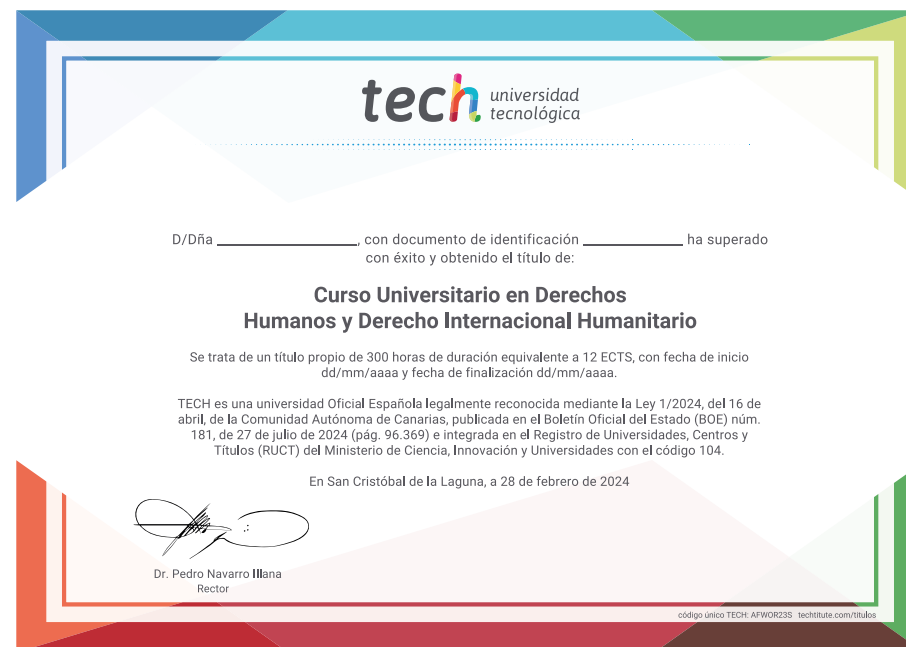 tech universidad
tecnológica
D/Dña ____________________, con documento de identificación ______________ ha superado
con éxito y obtenido el título de:
Curso Universitario en Derechos
Humanos y Derecho Internacional Humanitario
Se trata de un título propio de 300 horas de duración equivalente a 12 ECTS, con fecha de inicio
dd/mm/aaaa y fecha de finalización dd/mm/aaaa.
TECH es una universidad Oficial Española legalmente reconocida mediante la Ley 1/2024, del 16 de
abril, de la Comunidad Autónoma de Canarias, publicada en el Boletín Oficial del Estado (BOE) núm.
181, de 27 de julio de 2024 (pág. 96.369) e integrada en el Registro de Universidades, Centros y
Títulos (RUCT) del Ministerio de Ciencia, Innovación y Universidades con el código 104.
En San Cristóbal de la Laguna, a 28 de febrero de 2024
Dr. Pedro Navarro Illana
Rector
código único TECH: AFWOR23S techtitute.com/titulos